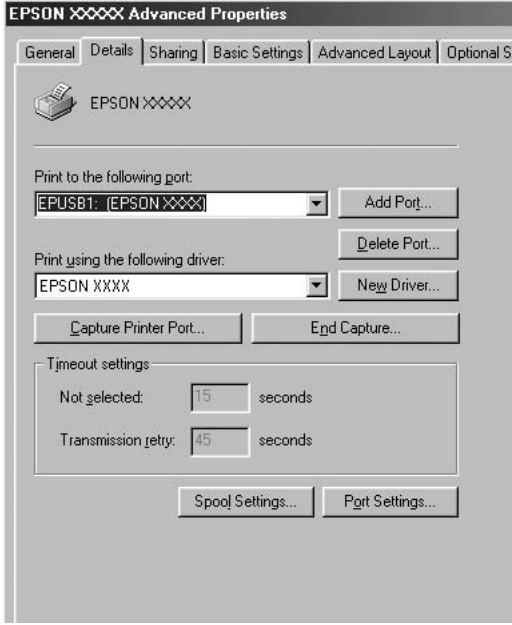 EPSON XXXXX Advanced Properties
General Details Sharing Basic Settings Advanced Layout Optional S
EPSON XXXXX
Print to the following port:
EPUSB1: (EPSON XXXX)
Add Port...
Delete Port...
Print using the following driver:
EPSON XXXX
New Driver...
Capture Printer Port... End Capture...
Timeout settings
Not selected: 15 seconds
Transmission retry: 45 seconds
Spool Settings... Port Settings...